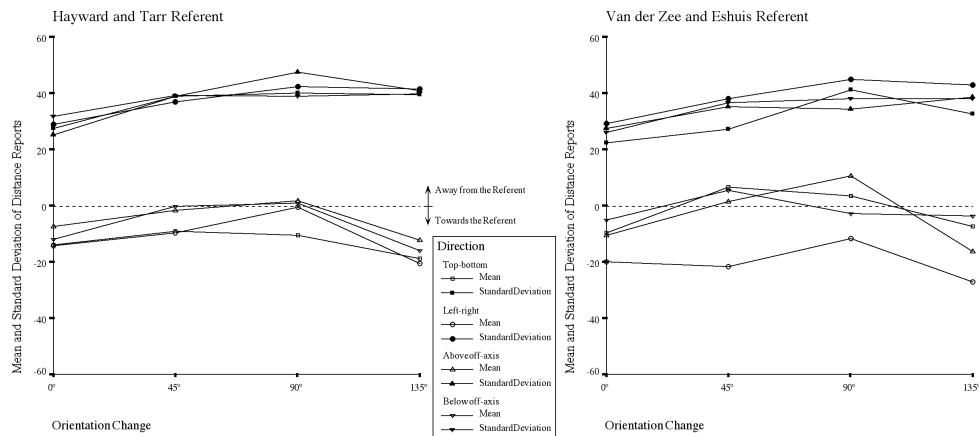 Hayward and Tarr Referent
Mean and Standard Deviation of Distance Reports
60
40
20
0
-20
-40
-60
0°
45°
90°
135°
Orientation Change
Away from the Referent
Towards the Referent
Direction
Top-bottom
Mean
StandardDeviation
Left-right
Mean
StandardDeviation
Aboveoff-axis
Mean
StandardDeviation
Belowoff-axis
Mean
StandardDeviation
Van der Zee and Eshuis Referent
Mean and Standard Deviation of Distance Reports
60
40
20
0
-20
-40
-60
0°
45°
90°
135°
Orientation Change